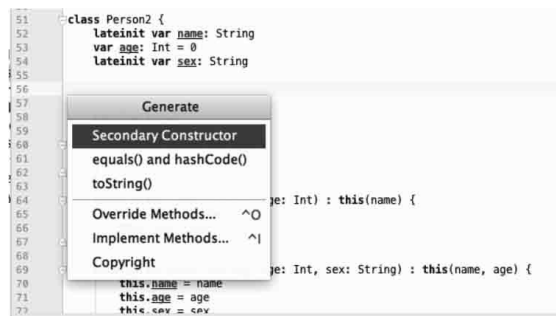 51 class Person2 {
52 lateinit var name: String
53 var age: Int = 0
54 lateinit var sex: String
55
56
57
58
59
60
61
62
63
64 ge: Int) : this(name) {
65
66
67
68
69 ge: Int, sex: String) : this(name, age) {
70 this.name = name
71 this.age = age
72 this.sex = sex
Generate
Secondary Constructor
equals() and hashCode()
toString()
Override Methods... ^O
Implement Methods... ^I
Copyright